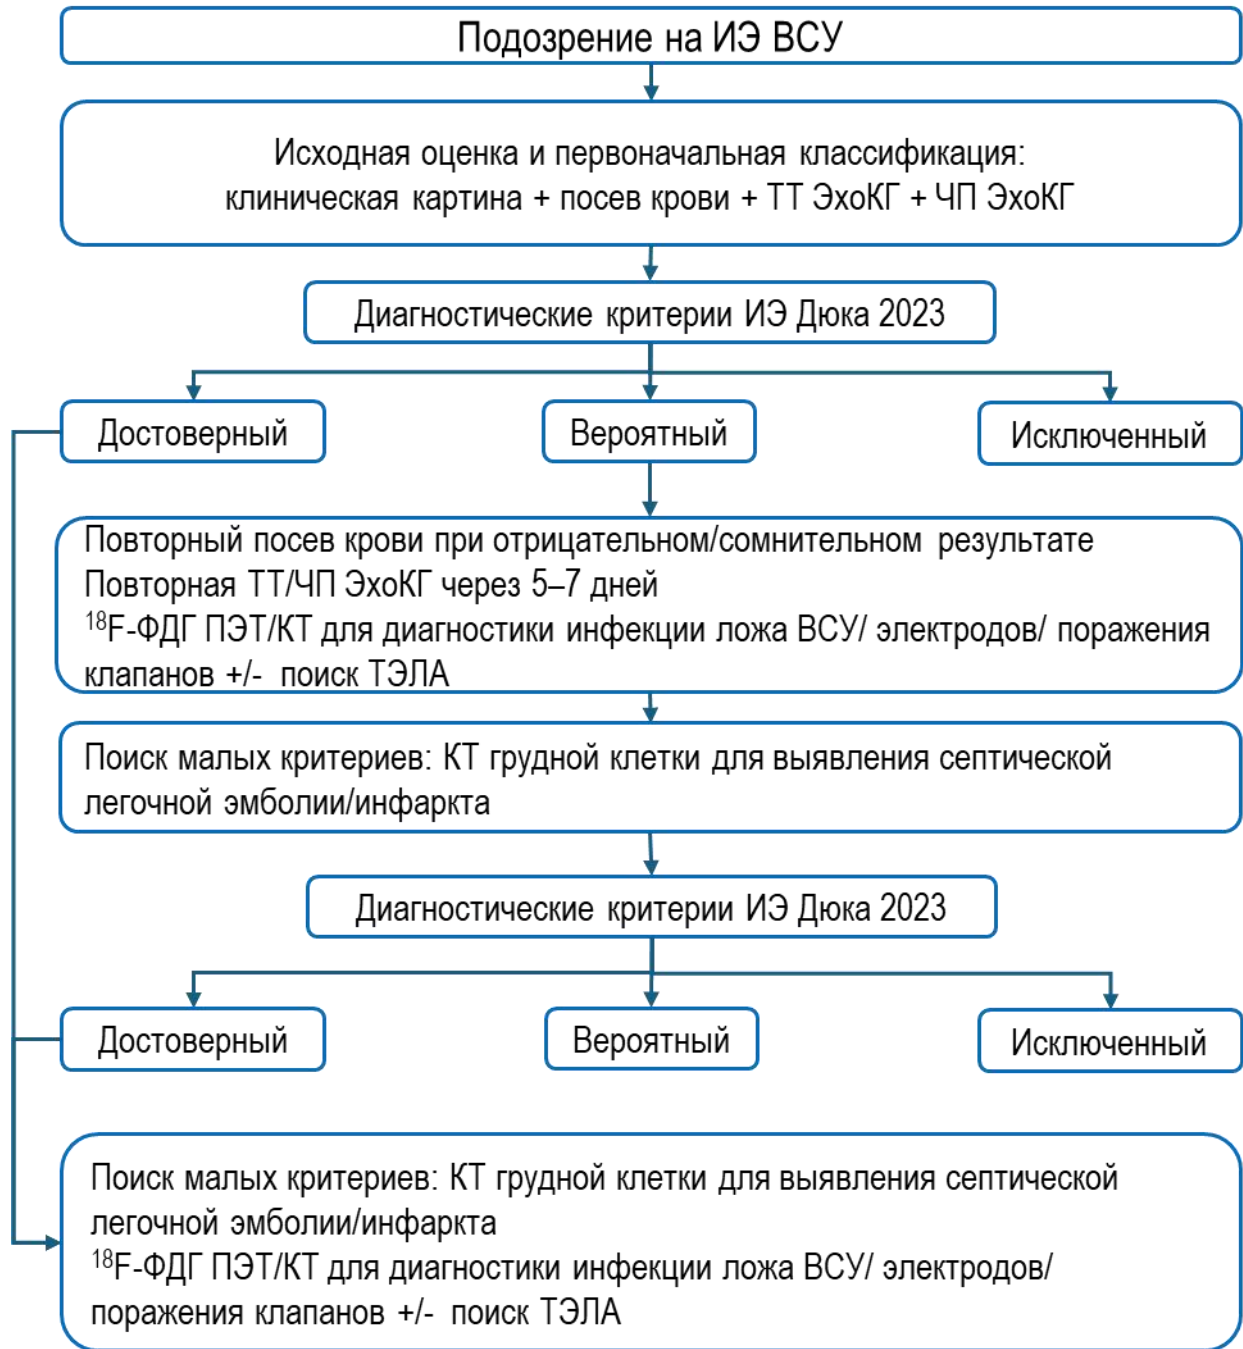 Подозрение на ИЭ ВСУ
Исходная оценка и первоначальная классификация:
клиническая картина + посев крови + ТТ ЭхоКГ + ЧП ЭхоКГ
Диагностические критерии ИЭ Дюка 2023
Достоверный
Вероятный
Исключенный
Повторный посев крови при отрицательном/сомнительном результате
Повторная ТТ/ЧП ЭхоКГ через 5–7 дней
¹⁸F-ФДГ ПЭТ/КТ для диагностики инфекции ложа ВСУ/ электродов/ поражения
клапанов +/- поиск ТЭЛА
Поиск малых критериев: КТ грудной клетки для выявления септической
легочной эмболии/инфаркта
Диагностические критерии ИЭ Дюка 2023
Достоверный
Вероятный
Исключенный
Поиск малых критериев: КТ грудной клетки для выявления септической
легочной эмболии/инфаркта
¹⁸F-ФДГ ПЭТ/КТ для диагностики инфекции ложа ВСУ/ электродов/
поражения клапанов +/- поиск ТЭЛА